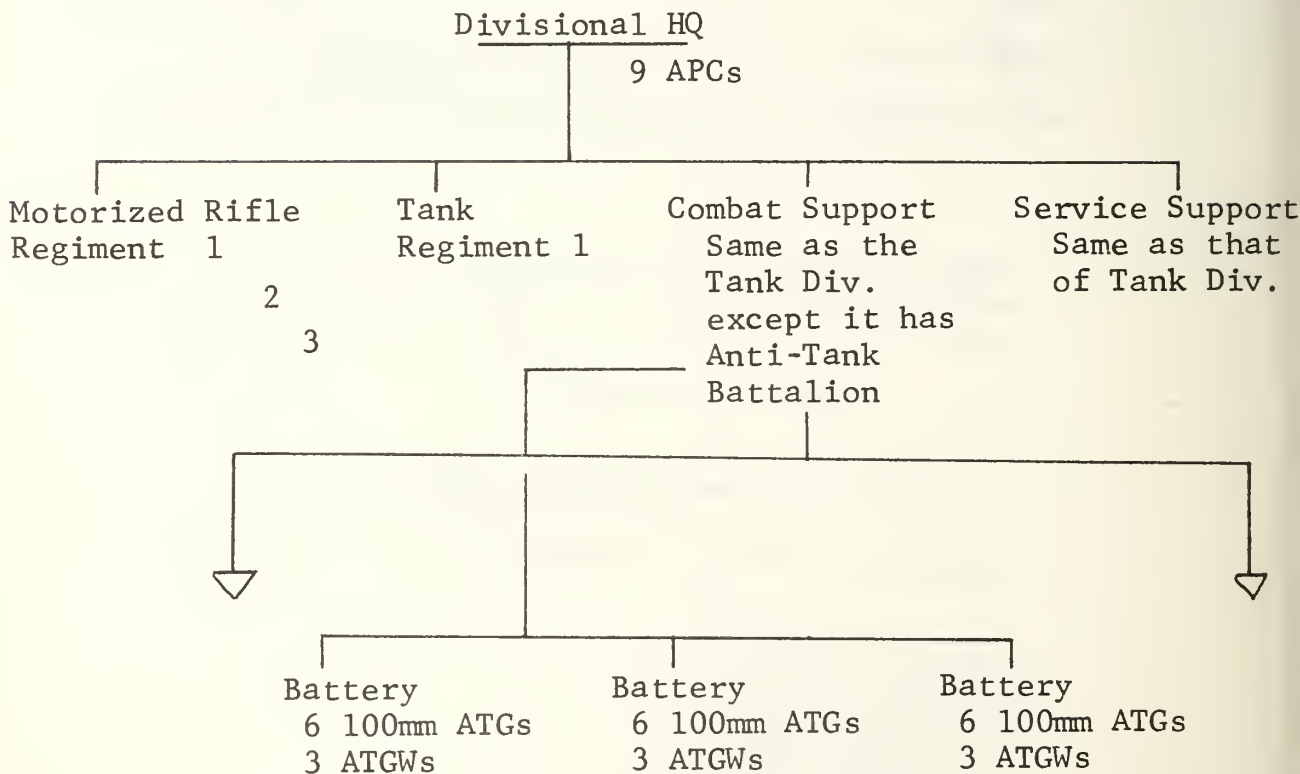 Divisional HQ
9 APCs
Motorized Rifle
Regiment 1
2
3
Tank
Regiment 1
Combat Support
Same as the
Tank Div.
except it has
Anti-Tank
Battalion
Service Support
Same as that
of Tank Div.
Battery
6 100mm ATGs
3 ATGWs
Battery
6 100mm ATGs
3 ATGWs
Battery
6 100mm ATGs
3 ATGWs